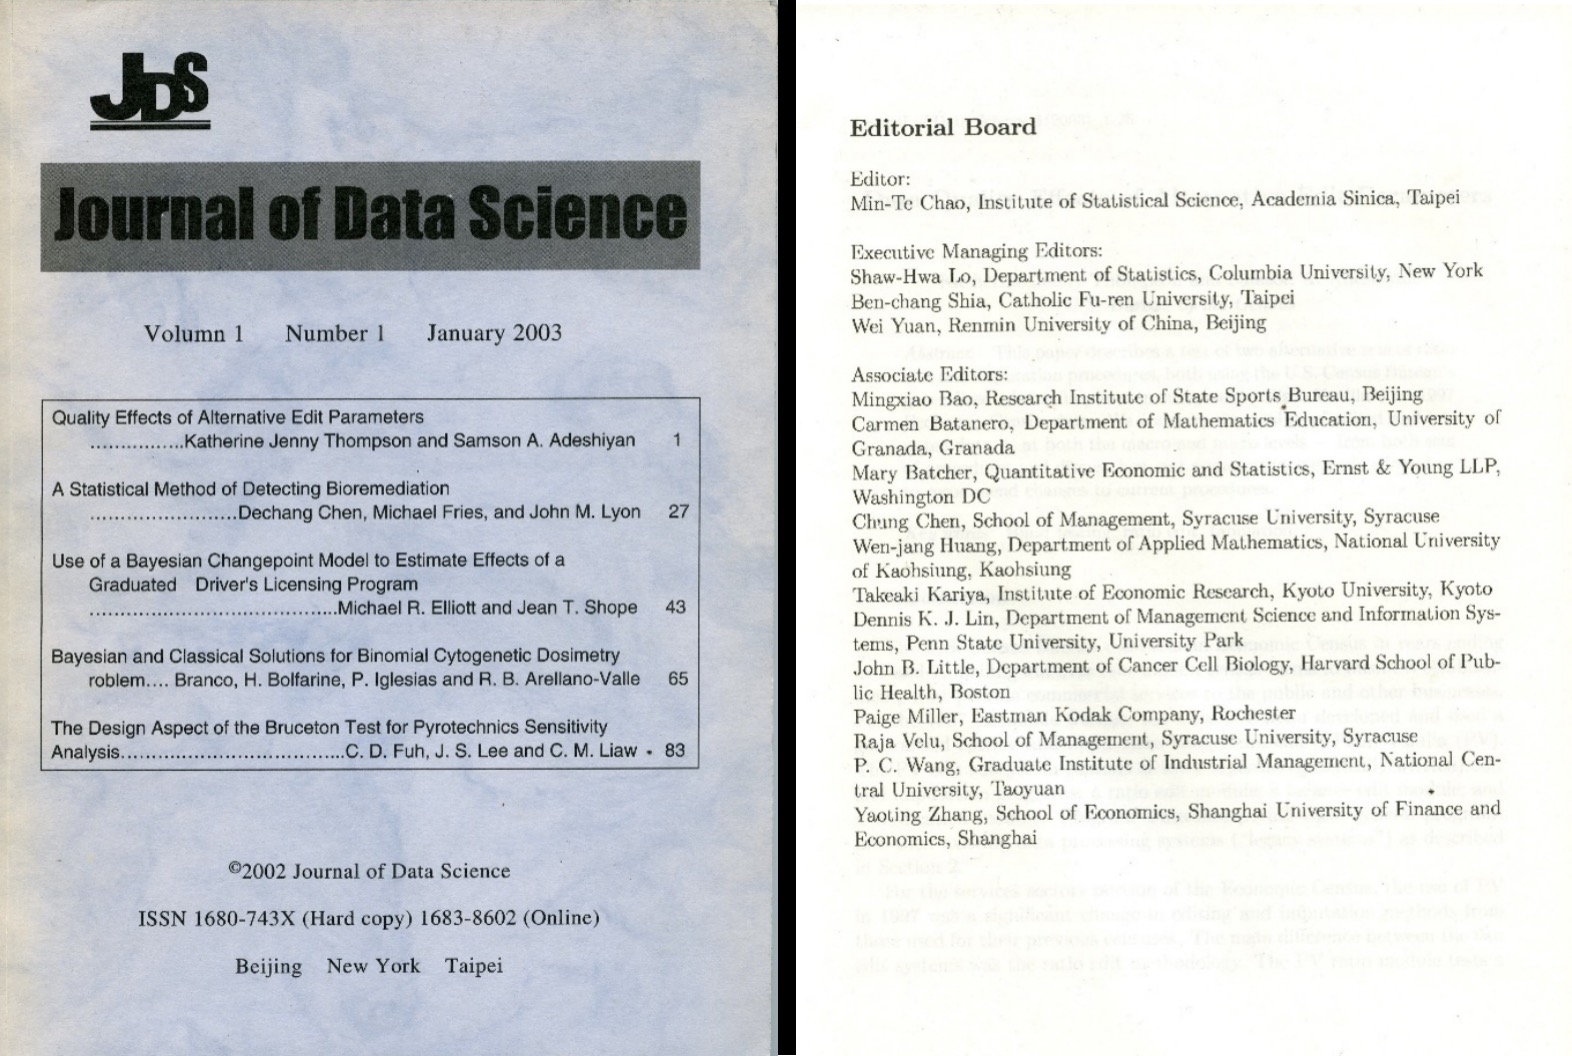 JDS
Journal of Data Science
Volumn 1 Number 1 January 2003
Quality Effects of Alternative Edit Parameters
................Katherine Jenny Thompson and Samson A. Adeshiyan 1
A Statistical Method of Detecting Bioremediation
.........................Dechang Chen, Michael Fries, and John M. Lyon 27
Use of a Bayesian Changepoint Model to Estimate Effects of a
Graduated Driver's Licensing Program
..........................................Michael R. Elliott and Jean T. Shope 43
Bayesian and Classical Solutions for Binomial Cytogenetic Dosimetry
roblem.... Branco, H. Bolfarine, P. Iglesias and R. B. Arellano-Valle 65
The Design Aspect of the Bruceton Test for Pyrotechnics Sensitivity
Analysis......................................C. D. Fuh, J. S. Lee and C. M. Liaw 83
©2002 Journal of Data Science
ISSN 1680-743X (Hard copy) 1683-8602 (Online)
Beijing New York Taipei
Editorial Board
Editor:
Min-Te Chao, Institute of Statistical Science, Academia Sinica, Taipei
Executive Managing Editors:
Shaw-Hwa Lo, Department of Statistics, Columbia University, New York
Ben-chang Shia, Catholic Fu-ren University, Taipei
Wei Yuan, Renmin University of China, Beijing
Associate Editors:
Mingxiao Bao, Research Institute of State Sports Bureau, Beijing
Carmen Batanero, Department of Mathematics Education, University of
Granada, Granada
Mary Batcher, Quantitative Economic and Statistics, Ernst & Young LLP,
Washington DC
Chung Chen, School of Management, Syracuse University, Syracuse
Wen-jang Huang, Department of Applied Mathematics, National University
of Kaohsiung, Kaohsiung
Takeaki Kariya, Institute of Economic Research, Kyoto University, Kyoto
Dennis K. J. Lin, Department of Management Science and Information Sys-
tems, Penn State University, University Park
John B. Little, Department of Cancer Cell Biology, Harvard School of Pub-
lic Health, Boston
Paige Miller, Eastman Kodak Company, Rochester
Raja Velu, School of Management, Syracuse University, Syracuse
P. C. Wang, Graduate Institute of Industrial Management, National Cen-
tral University, Taoyuan
Yaoting Zhang, School of Economics, Shanghai University of Finance and
Economics, Shanghai